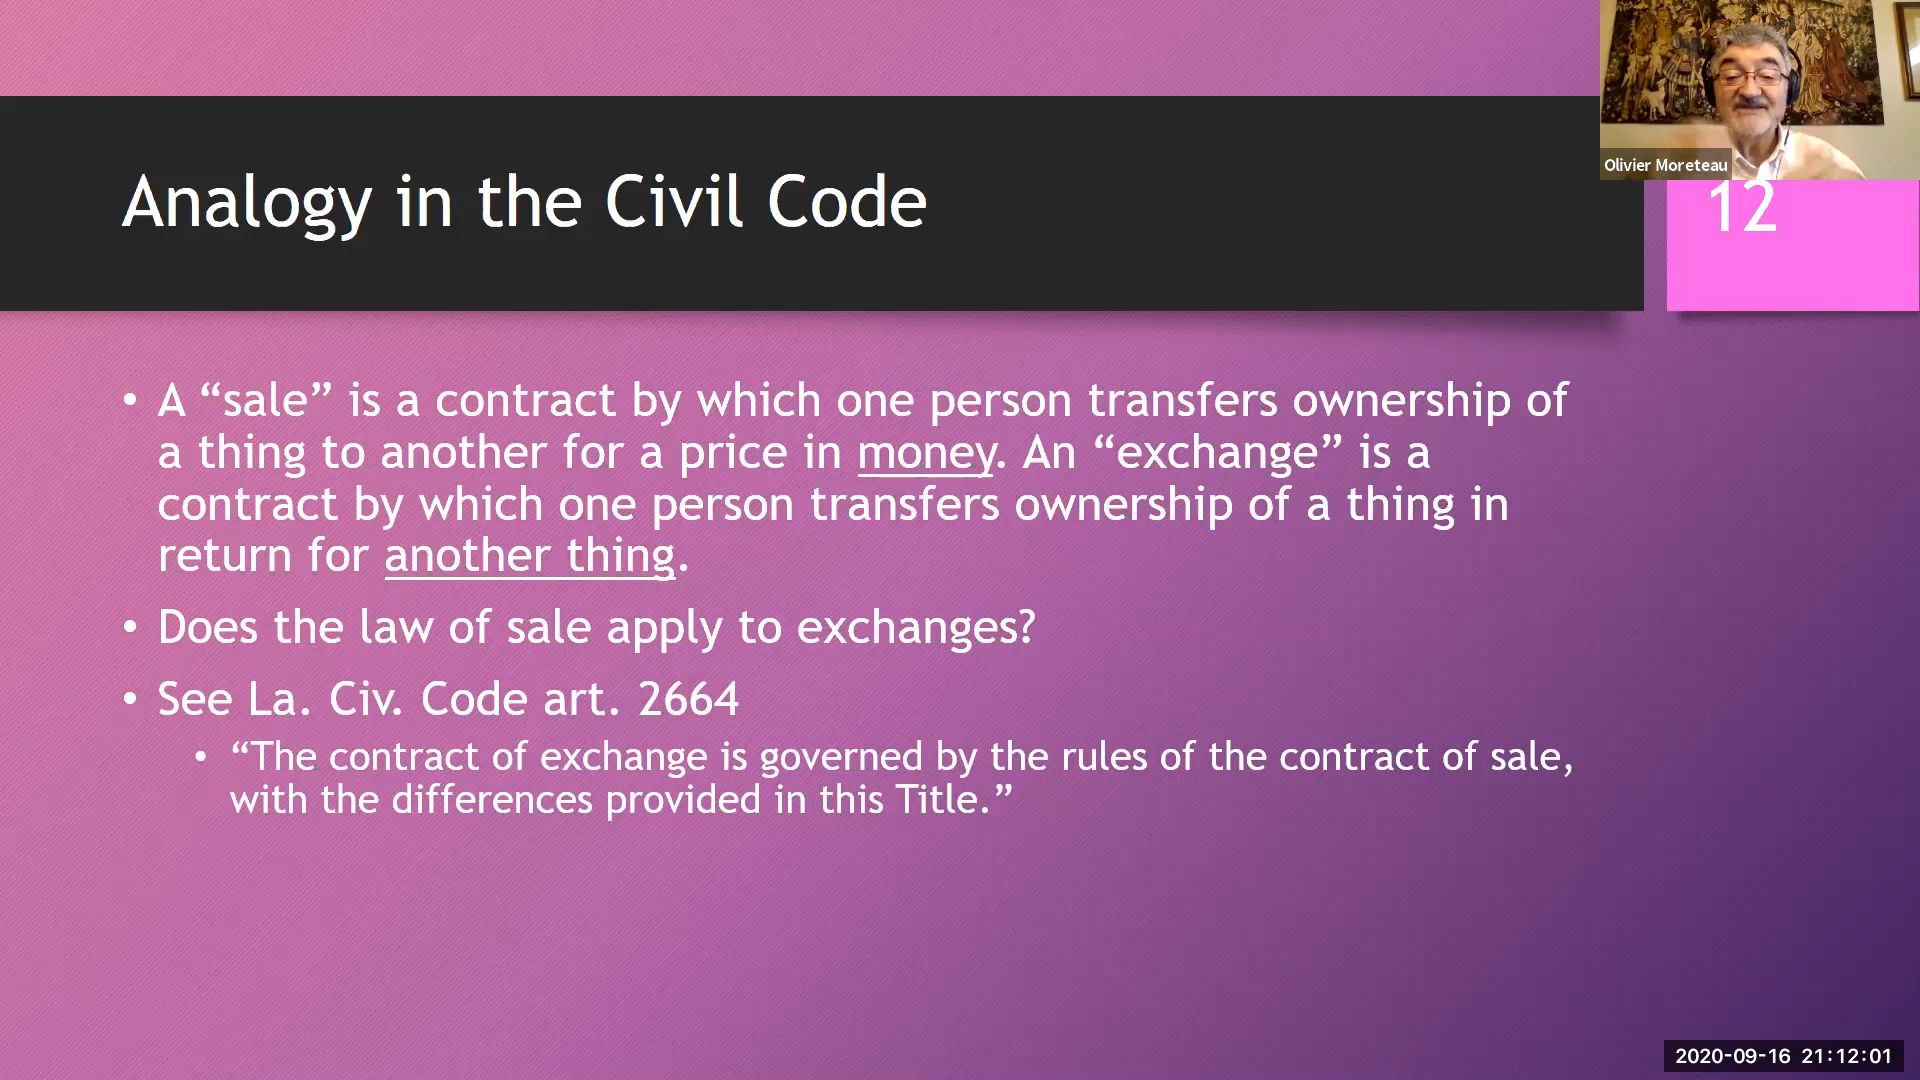 Olivier Moreteau
12
Analogy in the Civil Code
• A “sale” is a contract by which one person transfers ownership of
a thing to another for a price in money. An “exchange” is a
contract by which one person transfers ownership of a thing in
return for another thing.
• Does the law of sale apply to exchanges?
• See La. Civ. Code art. 2664
• “The contract of exchange is governed by the rules of the contract of sale,
with the differences provided in this Title.”
2020-09-16 21:12:01